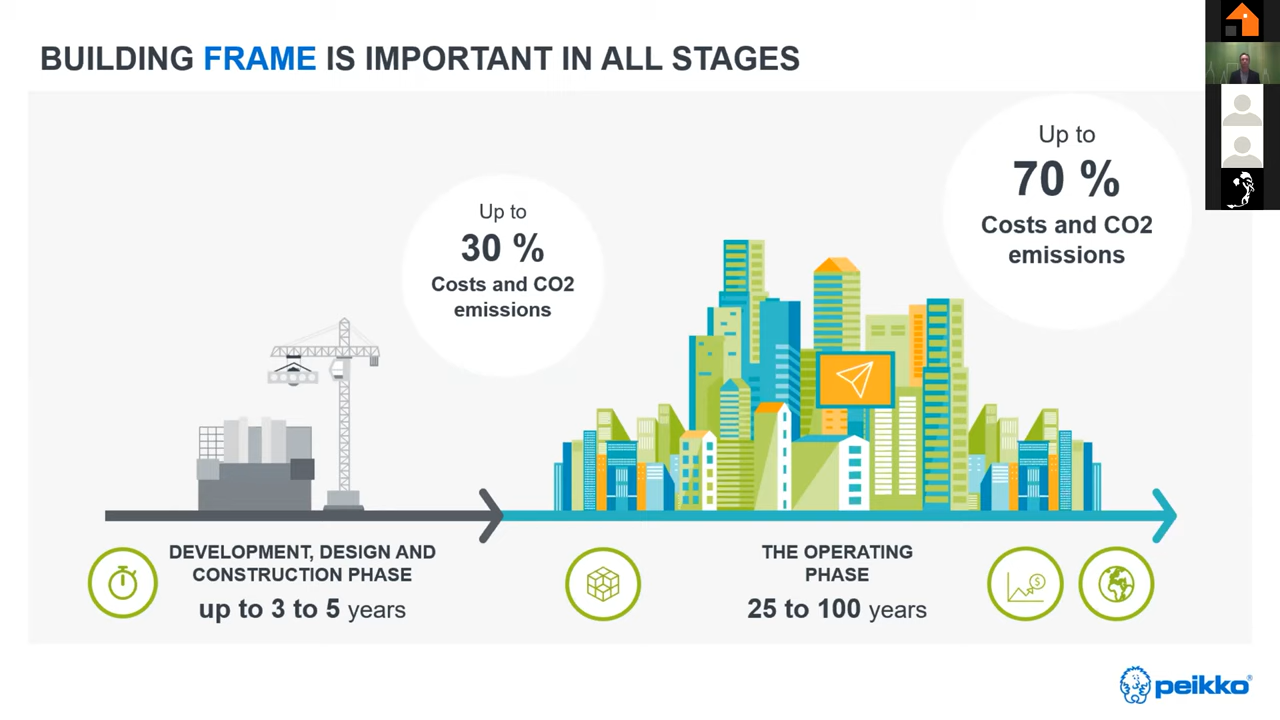 BUILDING FRAME IS IMPORTANT IN ALL STAGES
Up to
30 %
Costs and CO2
emissions
Up to
70 %
Costs and CO2
emissions
DEVELOPMENT, DESIGN AND
CONSTRUCTION PHASE
up to 3 to 5 years
THE OPERATING
PHASE
25 to 100 years
$
peikko®